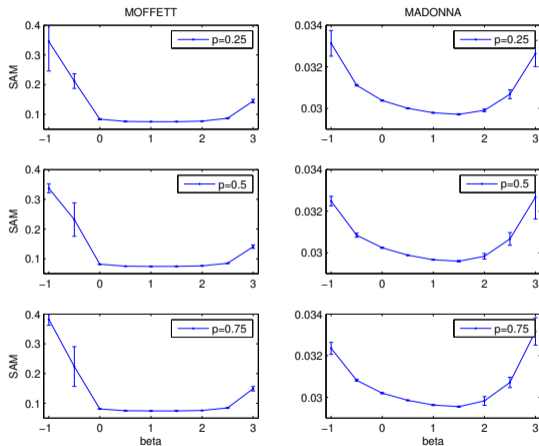 MOFFETT
MADONNA
0.4
0.3
0.2
0.1
SAM
p=0.25
−1 0 1 2 3
0.034
0.032
0.03
p=0.25
−1 0 1 2 3
0.4
0.3
0.2
0.1
SAM
p=0.5
−1 0 1 2 3
0.034
0.032
0.03
p=0.5
−1 0 1 2 3
0.4
0.3
0.2
0.1
SAM
p=0.75
−1 0 1 2 3
beta
0.034
0.032
0.03
p=0.75
−1 0 1 2 3
beta